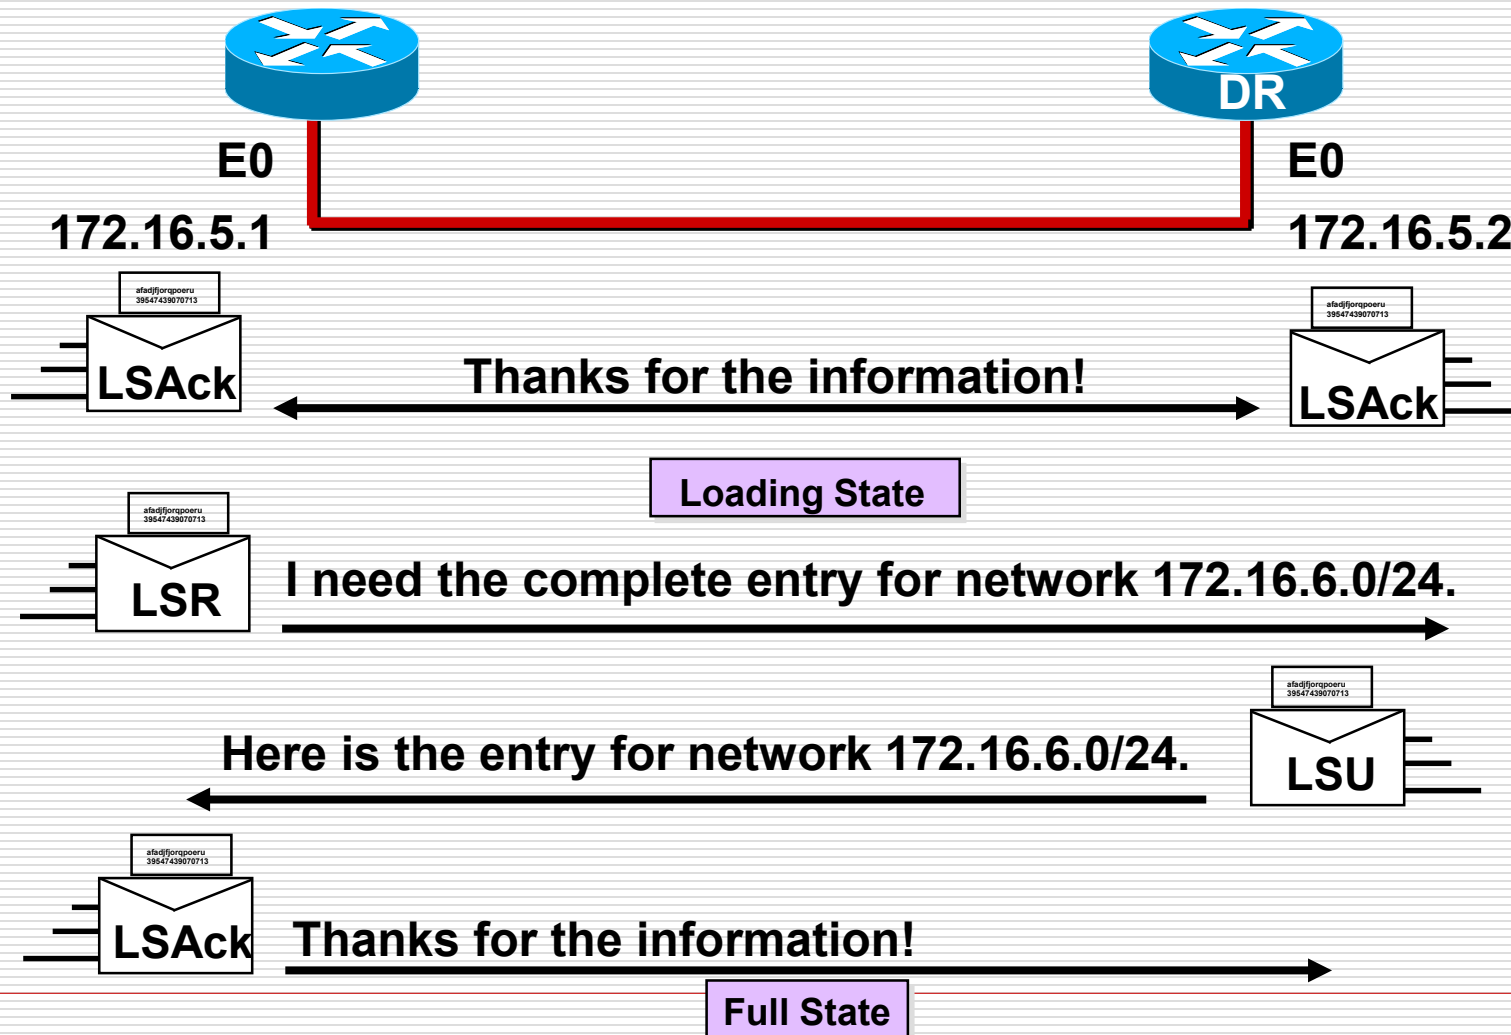 DR
E0
E0
172.16.5.1
172.16.5.2
afadjfjorqpoeru
39547439070713
LSAck
Thanks for the information!
afadjfjorqpoeru
39547439070713
LSAck
Loading State
afadjfjorqpoeru
39547439070713
LSR
I need the complete entry for network 172.16.6.0/24.
afadjfjorqpoeru
39547439070713
Here is the entry for network 172.16.6.0/24.
LSU
afadjfjorqpoeru
39547439070713
LSAck
Thanks for the information!
Full State